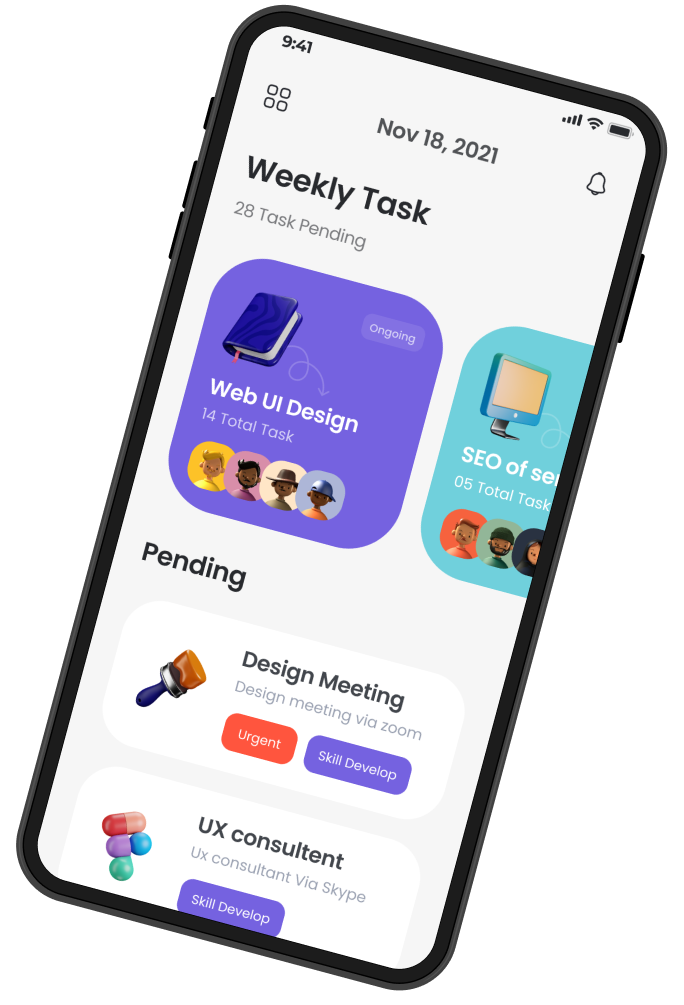 9:41
Nov 18, 2021
Weekly Task
28 Task Pending
Ongoing
Web UI Design
14 Total Task
SEO of
05 Total Task
Pending
Design Meeting
Design meeting via zoom
Urgent
Skill Develop
UX consultent
Ux consultant Via Skype
Skill Develop